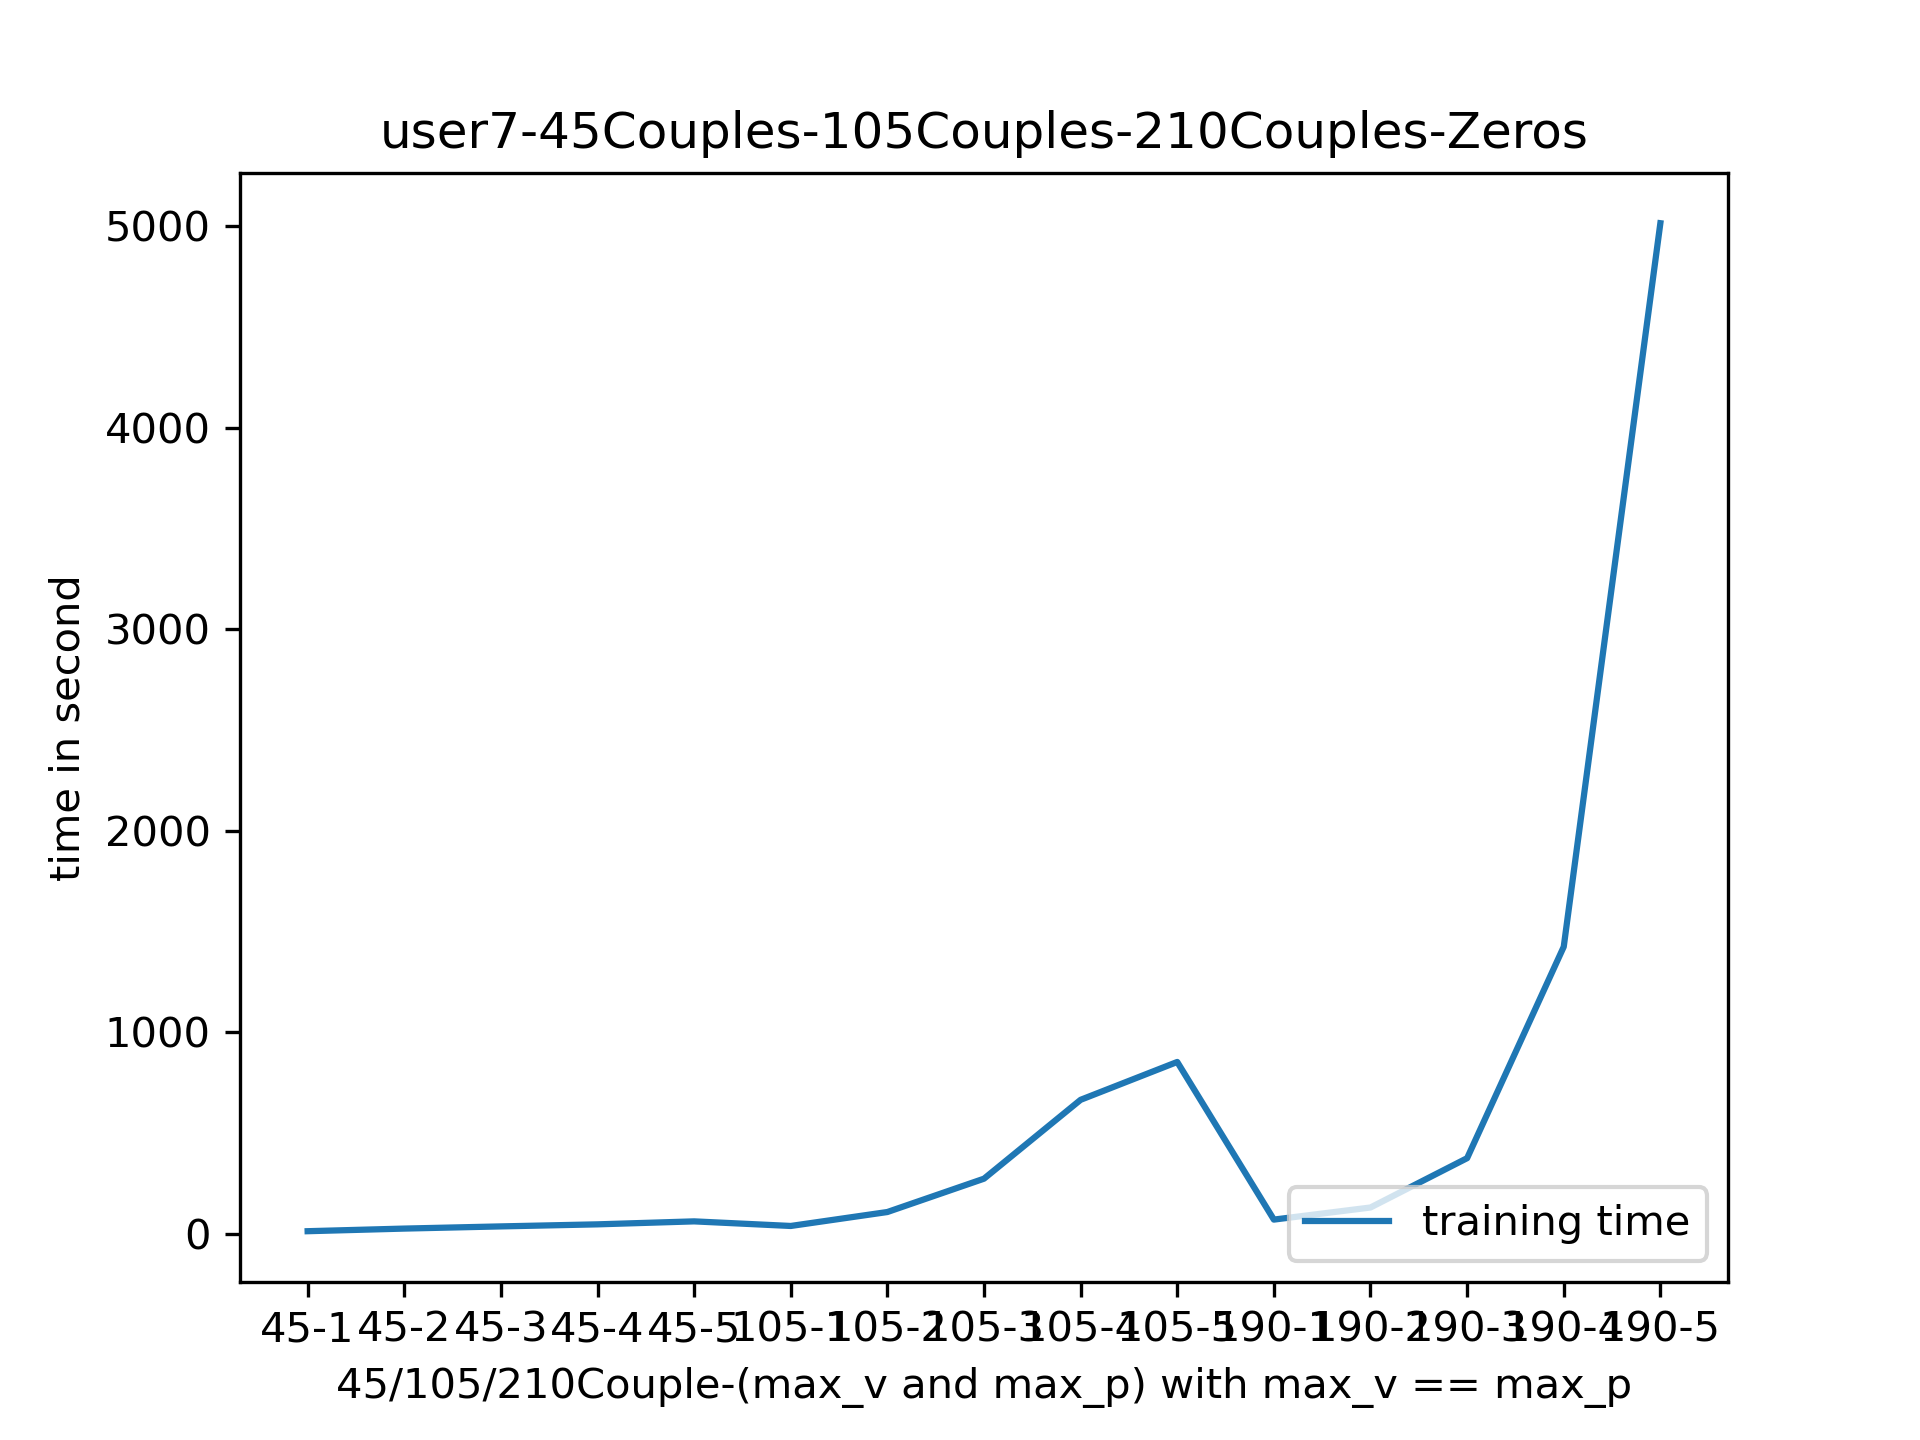 user7-45Couples-105Couples-210Couples-Zeros
5000
4000
3000
2000
1000
0
time in second
training time
45-1 45-2 45-3 45-4 45-5 105-1 105-2 105-3 105-4 105-5 190-1 190-2 190-3 190-4 190-5
45/105/210Couple-(max_v and max_p) with max_v == max_p